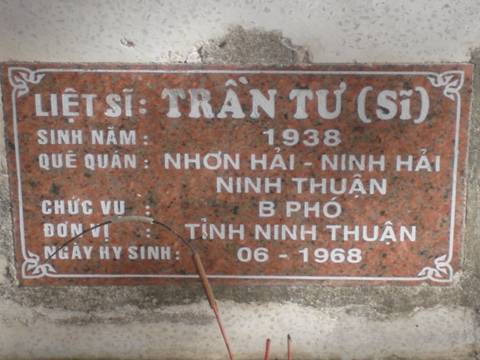 LIỆT SĨ: TRẦN TƯ (SĨ)
SINH NĂM: 1938
QUÊ QUÁN: NHƠN HẢI - NINH HẢI
NINH THUẬN
CHỨC VỤ: B PHÓ
ĐƠN VỊ: TỈNH NINH THUẬN
NGÀY HY SINH: 06 - 1968